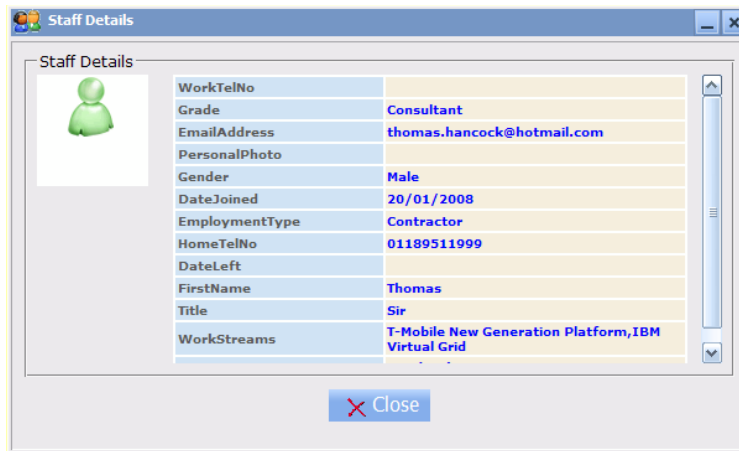 Staff Details
Staff Details
WorkTelNo
Grade Consultant
EmailAddress thomas.hancock@hotmail.com
PersonalPhoto
Gender Male
DateJoined 20/01/2008
EmploymentType Contractor
HomeTelNo 01189511999
DateLeft
FirstName Thomas
Title Sir
WorkStreams T-Mobile New Generation Platform,IBM
Virtual Grid
Close